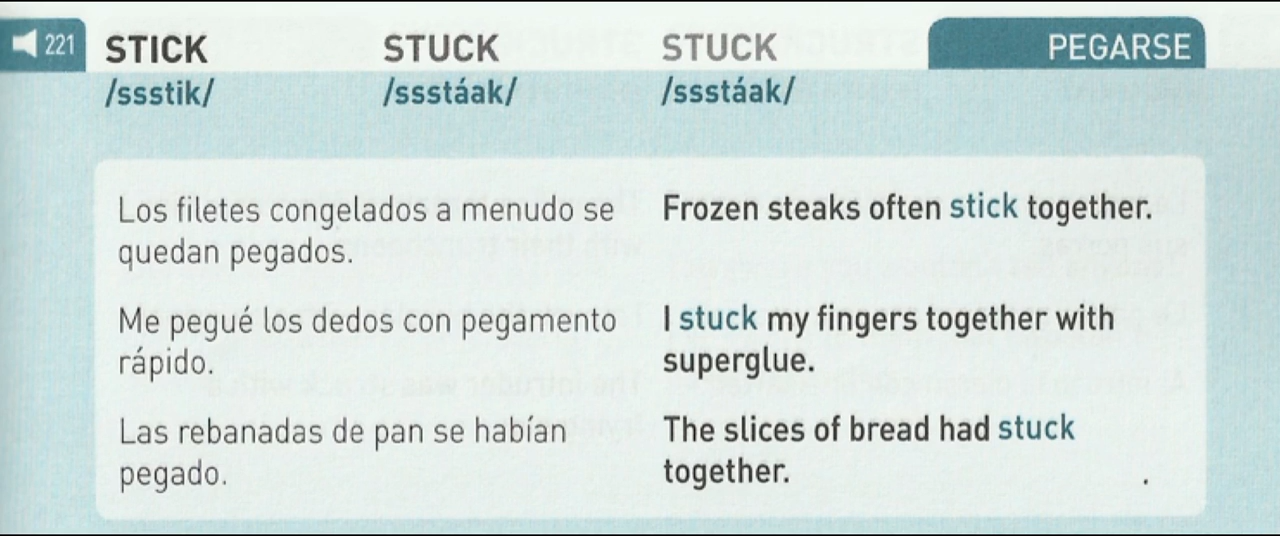 221 STICK STUCK STUCK PEGARSE
/ssstik/ /ssstáak/ /ssstáak/
Los filetes congelados a menudo se
quedan pegados.
Frozen steaks often stick together.
Me pegué los dedos con pegamento
rápido.
I stuck my fingers together with
superglue.
Las rebanadas de pan se habían
pegado.
The slices of bread had stuck
together.